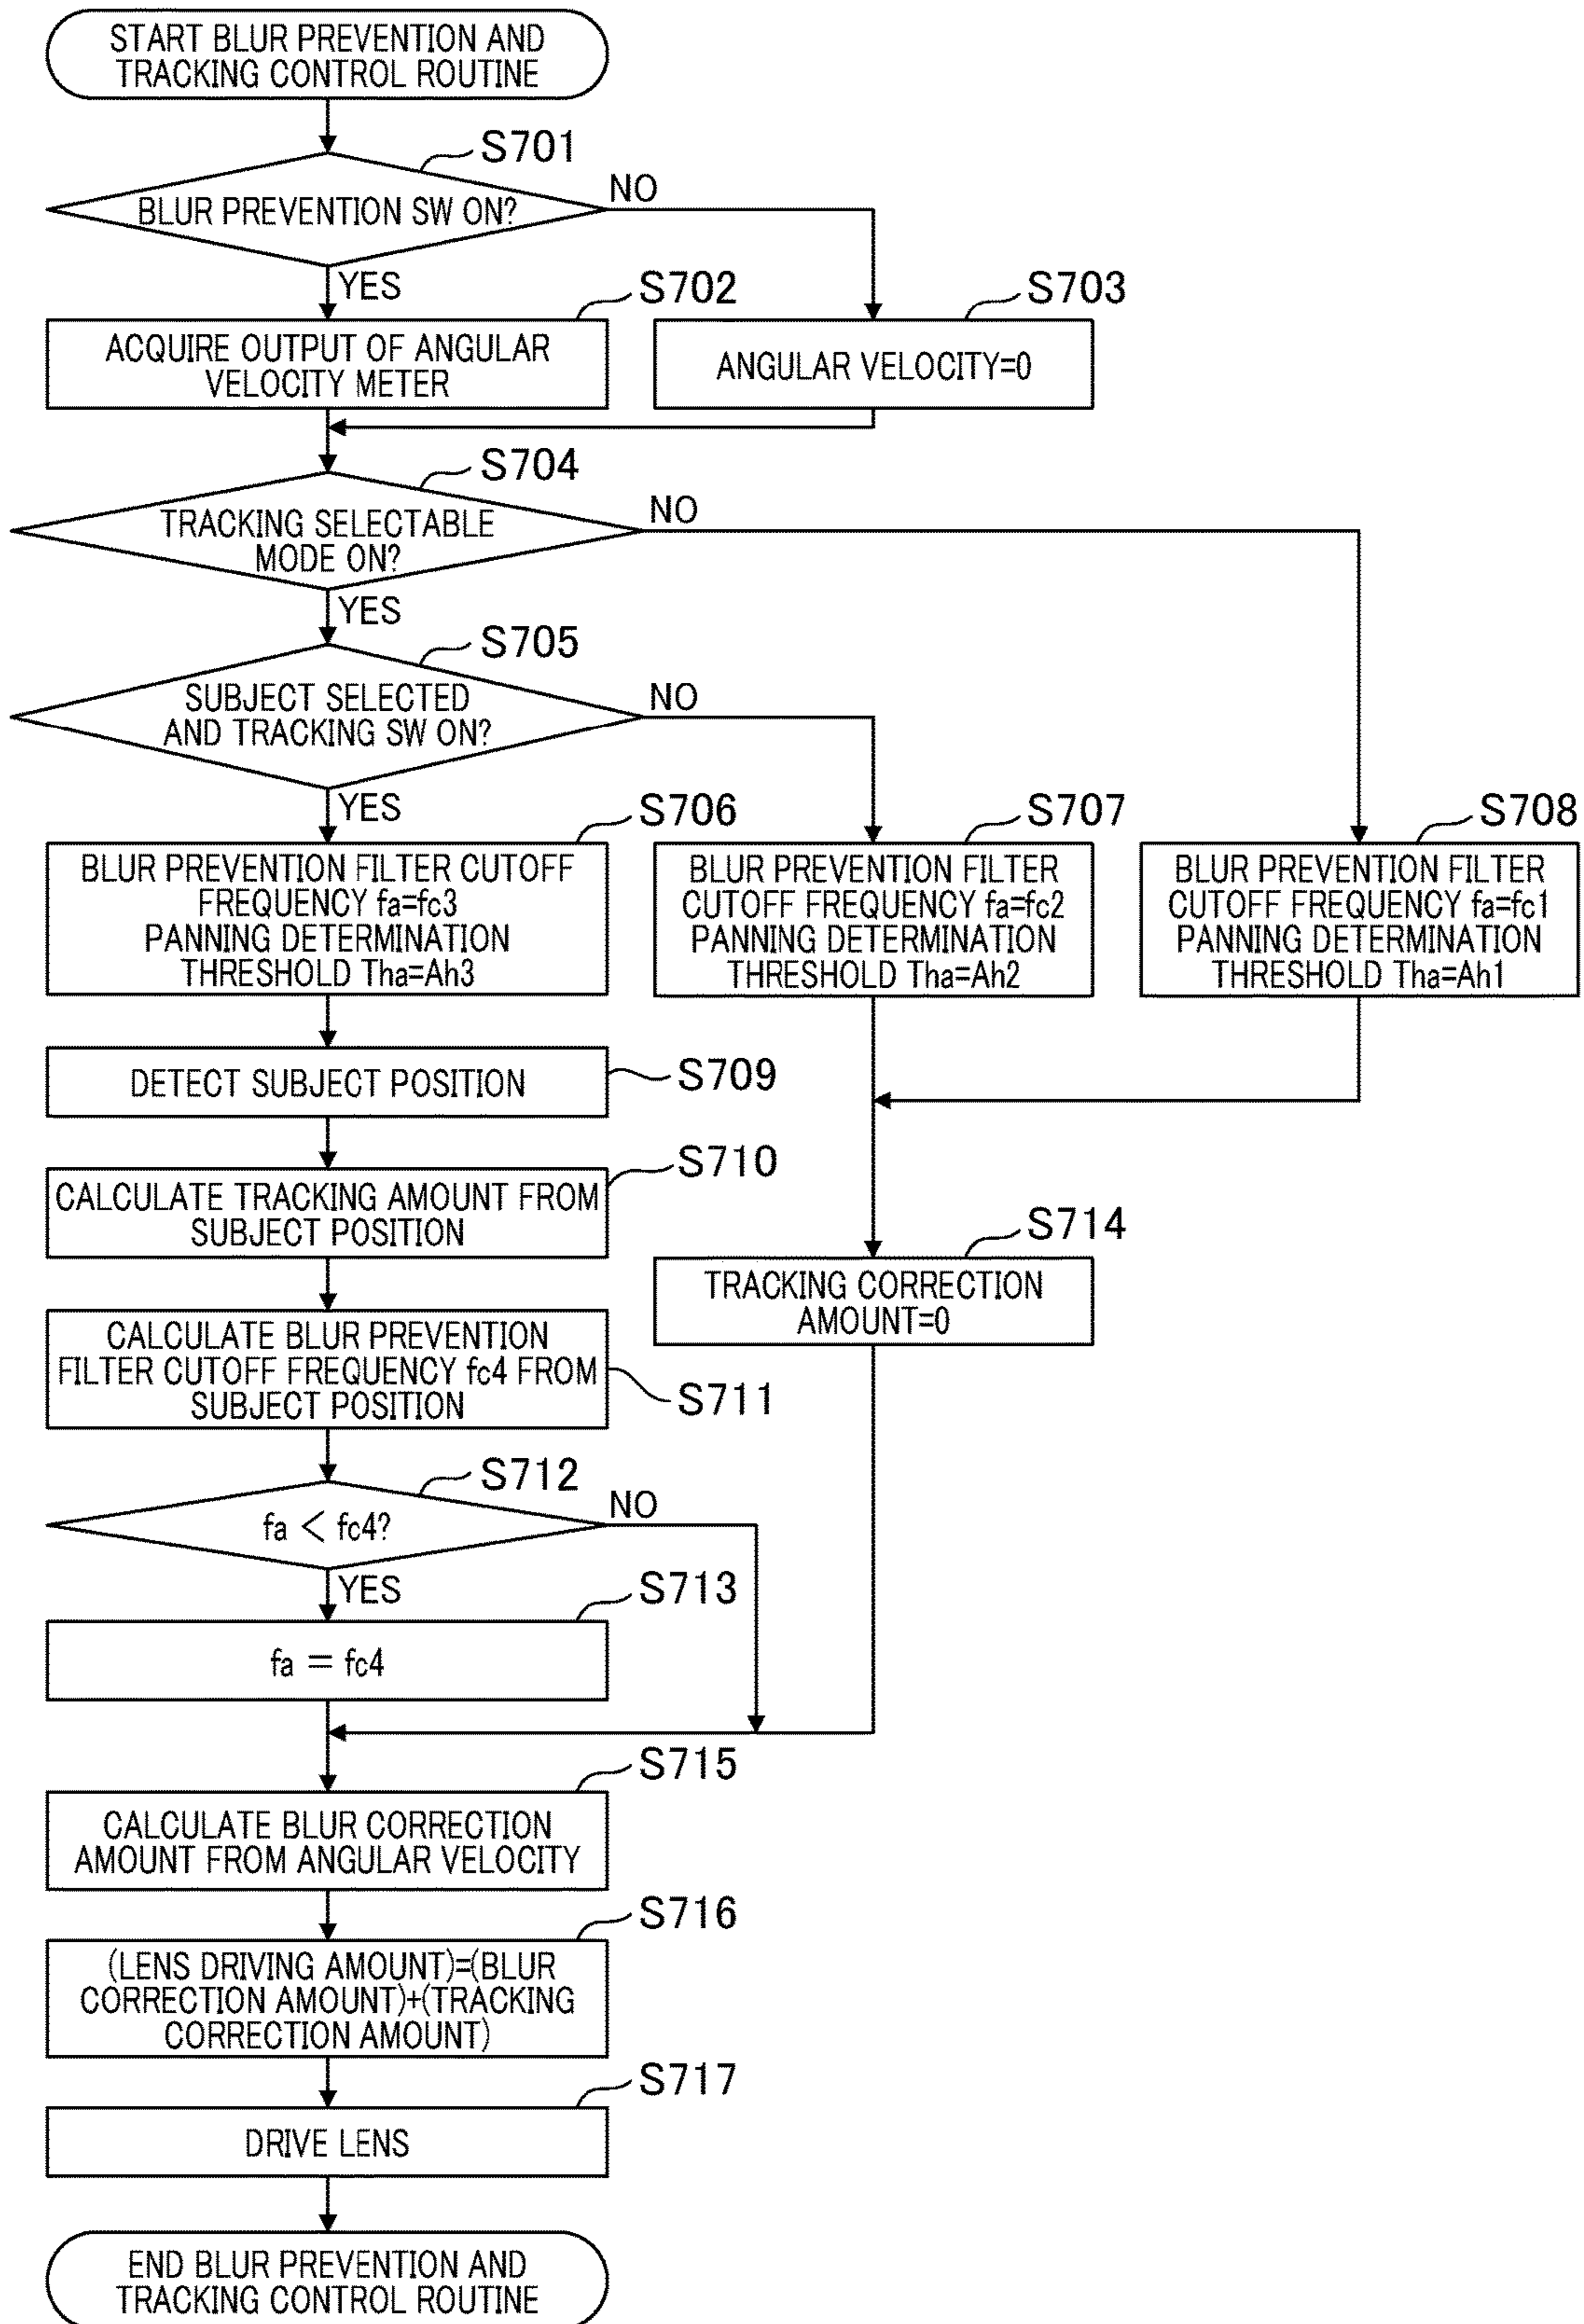 START BLUR PREVENTION AND
TRACKING CONTROL ROUTINE
S701
BLUR PREVENTION SW ON?
NO
YES
S702
ACQUIRE OUTPUT OF ANGULAR
VELOCITY METER
S703
ANGULAR VELOCITY=0
S704
TRACKING SELECTABLE
MODE ON?
NO
YES
S705
SUBJECT SELECTED
AND TRACKING SW ON?
NO
YES
S706
BLUR PREVENTION FILTER CUTOFF
FREQUENCY fa=fc3
PANNING DETERMINATION
THRESHOLD Tha=Ah3
S707
BLUR PREVENTION FILTER
CUTOFF FREQUENCY fa=fc2
PANNING DETERMINATION
THRESHOLD Tha=Ah2
S708
BLUR PREVENTION FILTER
CUTOFF FREQUENCY fa=fc1
PANNING DETERMINATION
THRESHOLD Tha=Ah1
DETECT SUBJECT POSITION
S709
S710
CALCULATE TRACKING AMOUNT FROM
SUBJECT POSITION
S714
TRACKING CORRECTION
AMOUNT=0
CALCULATE BLUR PREVENTION
FILTER CUTOFF FREQUENCY fc4 FROM
SUBJECT POSITION
S711
S712
fa < fc4?
NO
YES
S713
fa = fc4
S715
CALCULATE BLUR CORRECTION
AMOUNT FROM ANGULAR VELOCITY
S716
(LENS DRIVING AMOUNT)=(BLUR
CORRECTION AMOUNT)+(TRACKING
CORRECTION AMOUNT)
S717
DRIVE LENS
END BLUR PREVENTION AND
TRACKING CONTROL ROUTINE